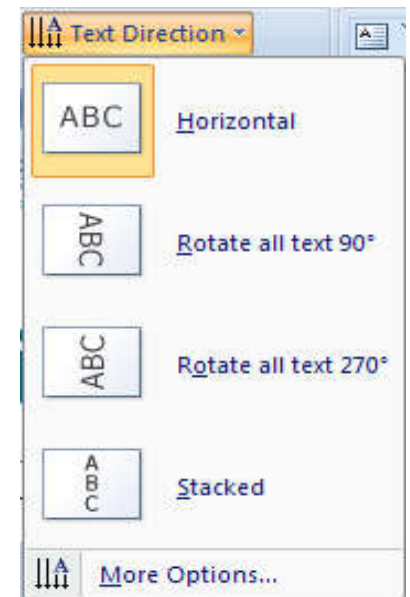 Text Direction
ABC Horizontal
ABC Rotate all text 90°
ABC Rotate all text 270°
A
B
C
Stacked
More Options...